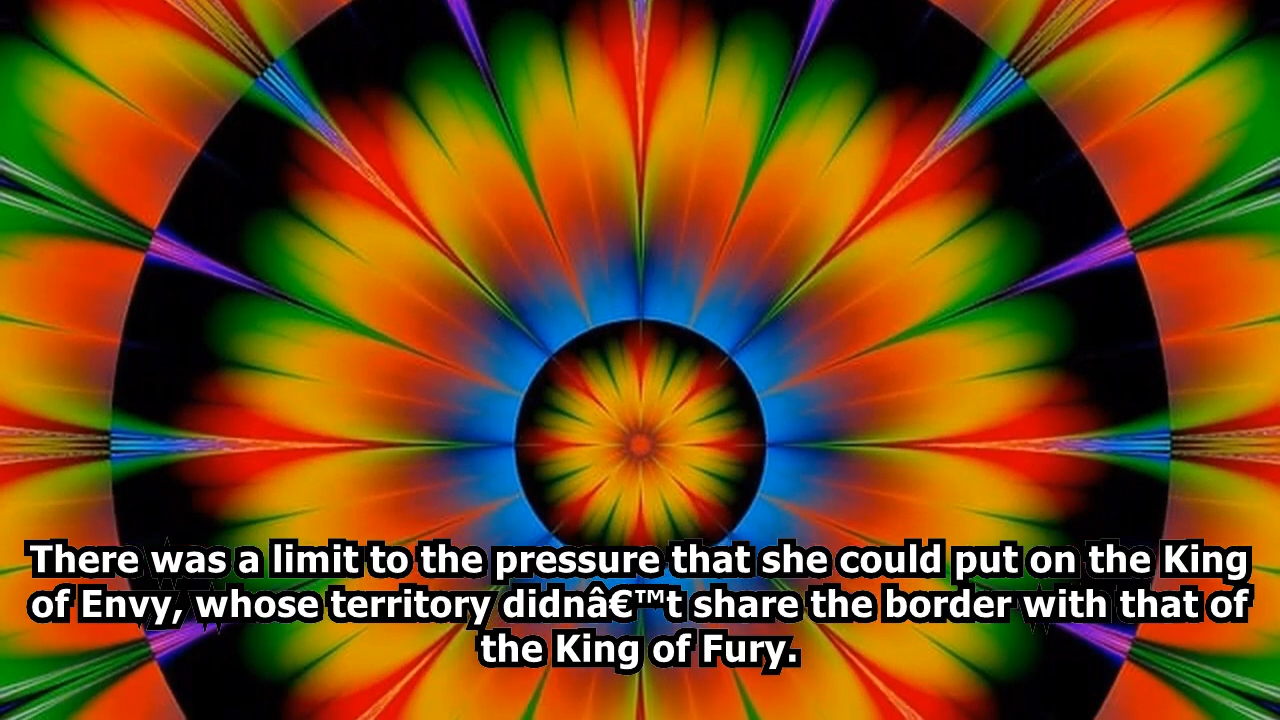 There was a limit to the pressure that she could put on the King
of Envy, whose territory didnâ€™t share the border with that of
the King of Fury.